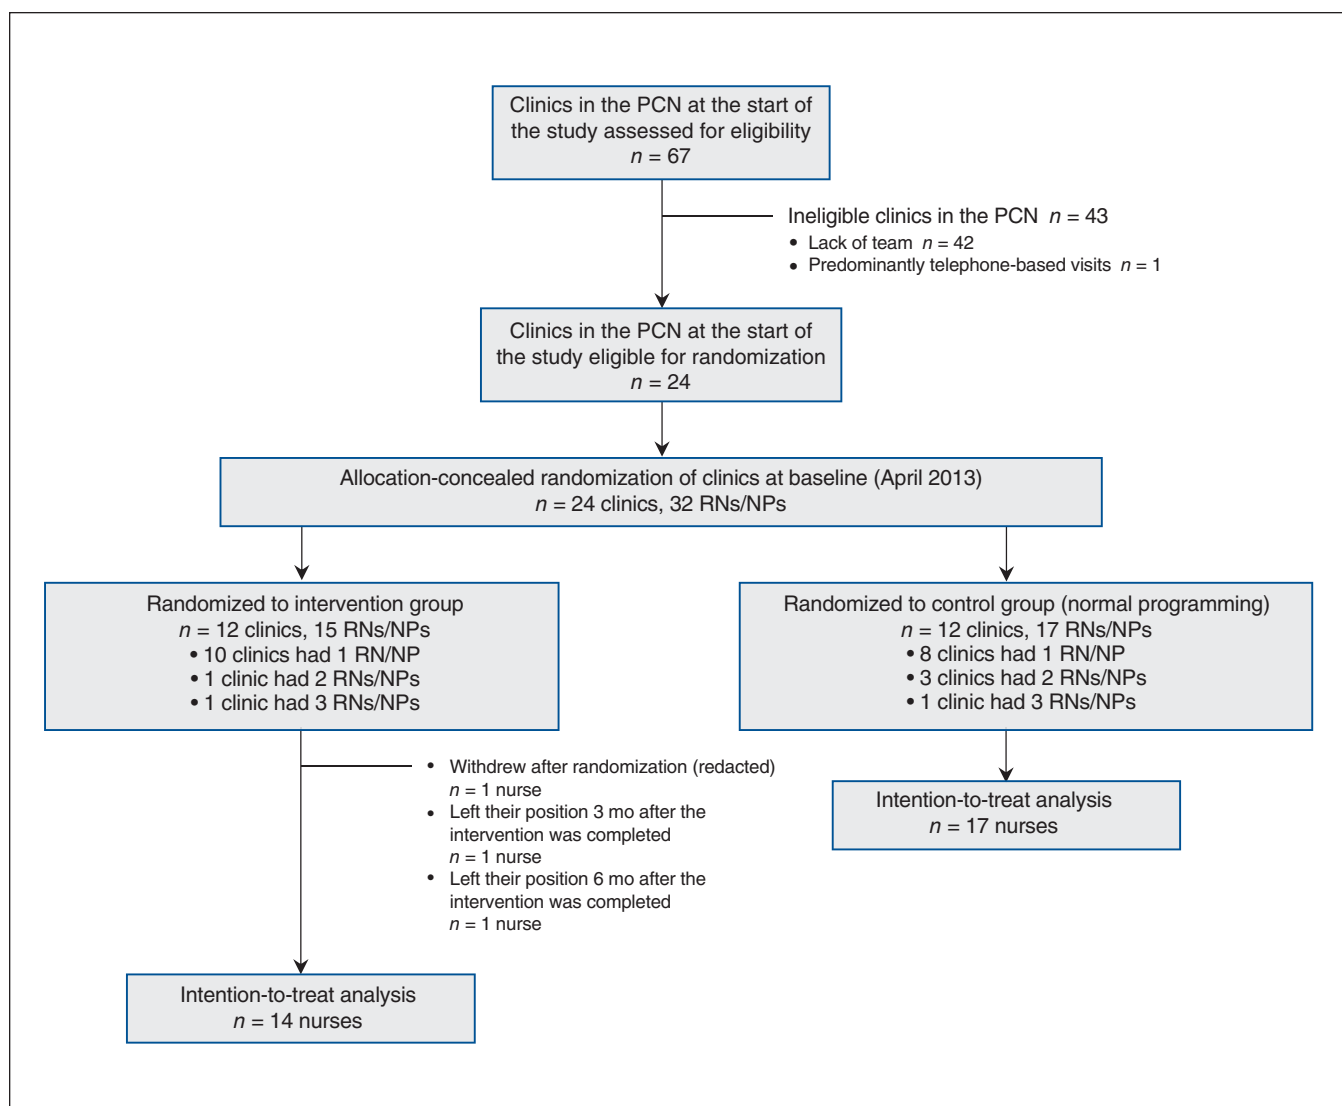 Clinics in the PCN at the start of
the study assessed for eligibility
n = 67
Ineligible clinics in the PCN n = 43
• Lack of team n = 42
• Predominantly telephone-based visits n = 1
Clinics in the PCN at the start of
the study eligible for randomization
n = 24
Allocation-concealed randomization of clinics at baseline (April 2013)
n = 24 clinics, 32 RNs/NPs
Randomized to intervention group
n = 12 clinics, 15 RNs/NPs
• 10 clinics had 1 RN/NP
• 1 clinic had 2 RNs/NPs
• 1 clinic had 3 RNs/NPs
Randomized to control group (normal programming)
n = 12 clinics, 17 RNs/NPs
• 8 clinics had 1 RN/NP
• 3 clinics had 2 RNs/NPs
• 1 clinic had 3 RNs/NPs
• Withdrew after randomization (redacted)
n = 1 nurse
• Left their position 3 mo after the
intervention was completed
n = 1 nurse
• Left their position 6 mo after the
intervention was completed
n = 1 nurse
Intention-to-treat analysis
n = 17 nurses
Intention-to-treat analysis
n = 14 nurses